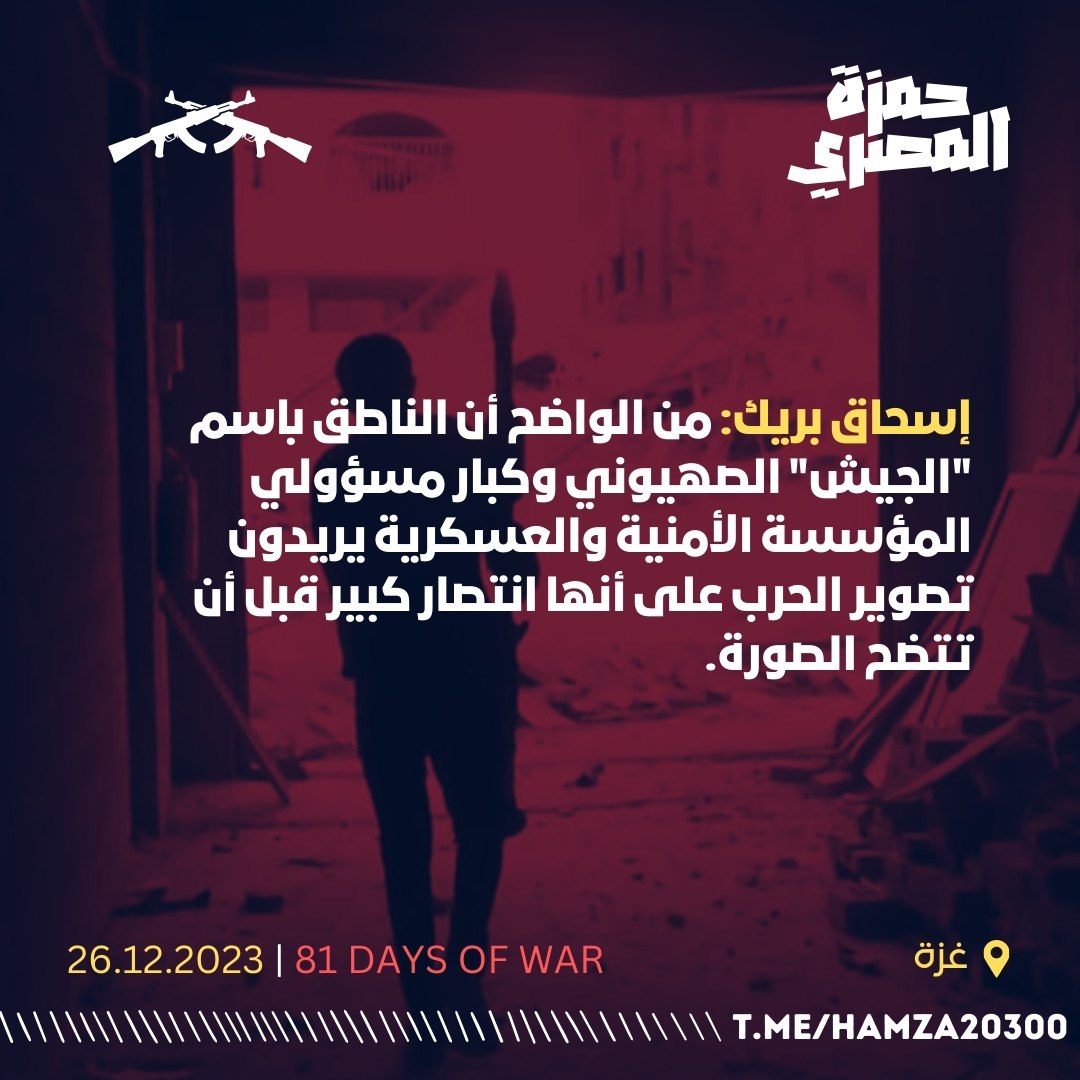 حمزة
المصري
إسحاق بريك: من الواضح أن الناطق باسم
"الجيش" الصهيوني وكبار مسؤولي
المؤسسة الأمنية والعسكرية يريدون
تصوير الحرب على أنها انتصار كبير قبل أن
تتضح الصورة.
26.12.2023 | 81 DAYS OF WAR
غزة
T.ME/HAMZA20300